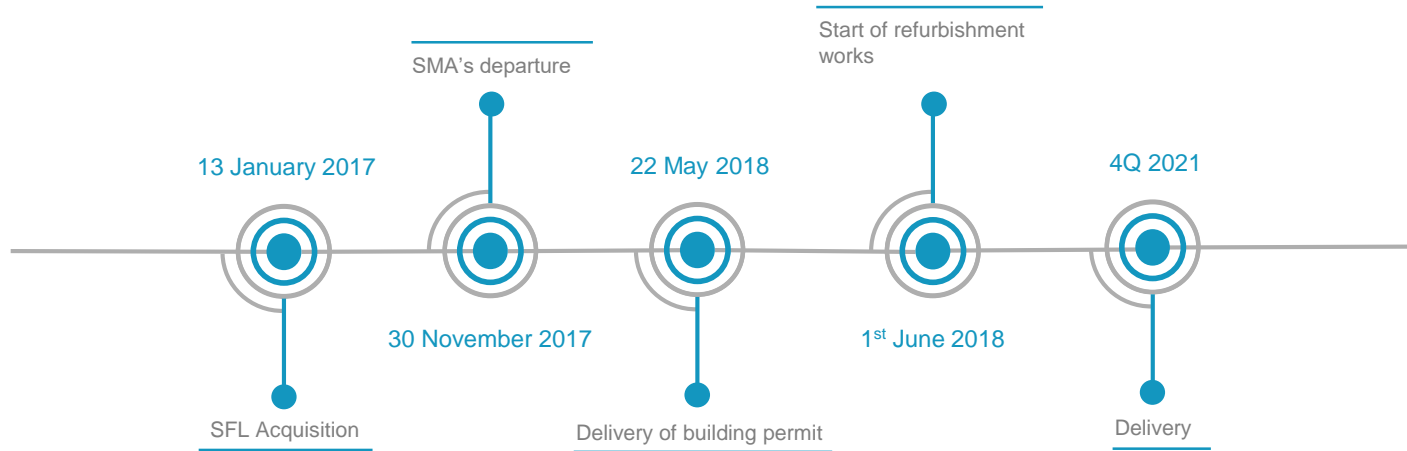 Start of refurbishment
works
SMA's departure
13 January 2017
22 May 2018
4Q 2021
30 November 2017
1st June 2018
SFL Acquisition
Delivery of building permit
Delivery